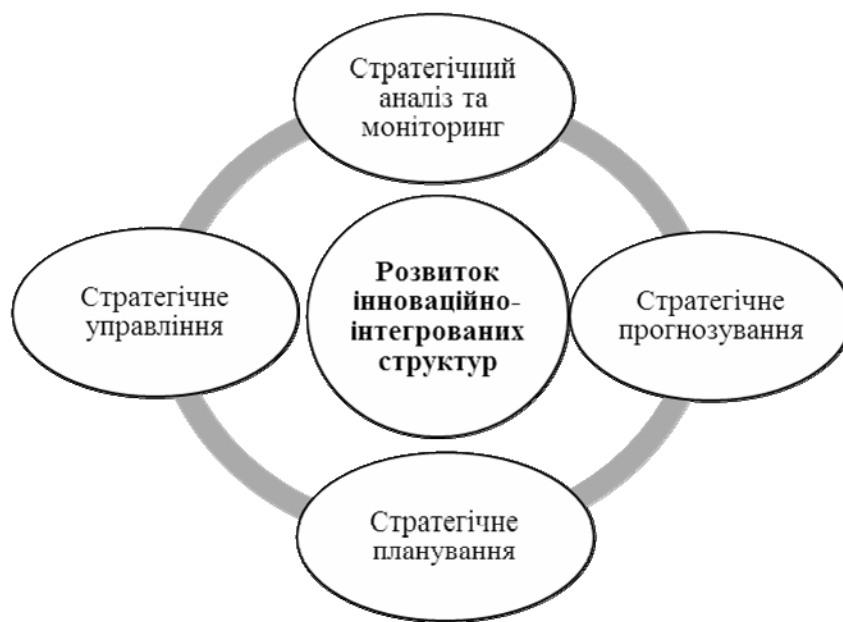 Стратегічний
аналіз та
моніторинг
Стратегічне
управління
Розвиток
інноваційно-
інтегрованих
структур
Стратегічне
прогнозування
Стратегічне
планування